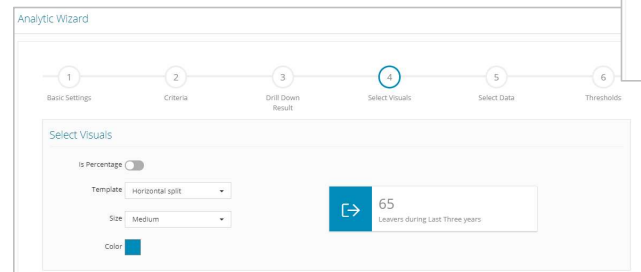 Analytic Wizard
1 2 3 4 5 6
Basic Settings Criteria Drill Down Result Select Visuals Select Data Thresholds
Select Visuals
Is Percentage
Template Horizontal split
Size Medium
Color
65
Leavers during Last Three years